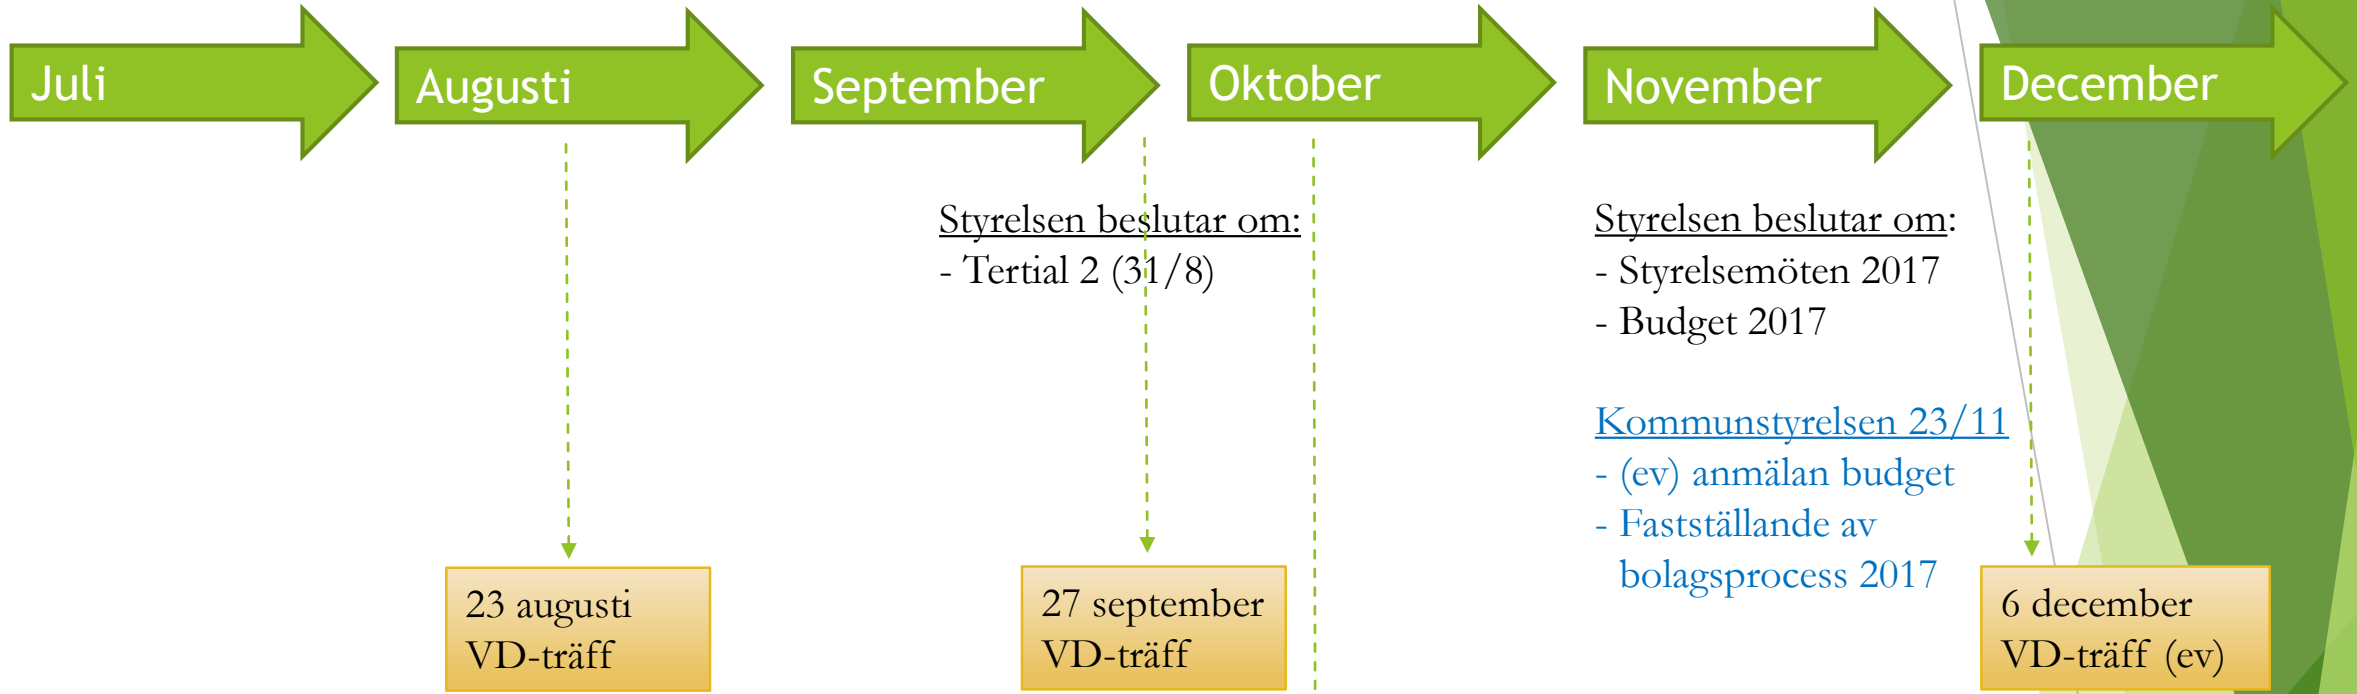 Juli
Augusti
September
Oktober
November
December
Styrelsen beslutar om:
- Tertial 2 (31/8)
Styrelsen beslutar om:
- Styrelsemöten 2017
- Budget 2017
Kommunstyrelsen 23/11
- (ev) anmälan budget
- Fastställande av
bolagsprocess 2017
23 augusti
VD-träff
27 september
VD-träff
6 december
VD-träff (ev)